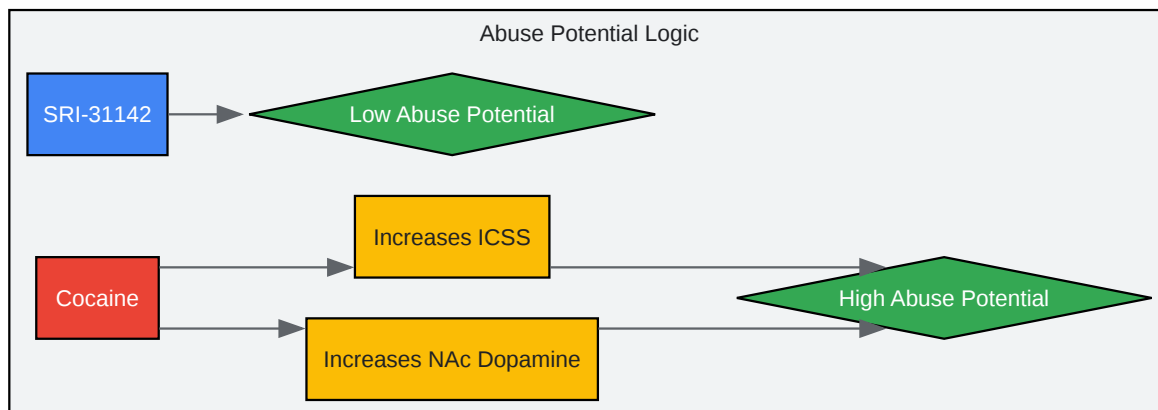 Abuse Potential Logic
SRI-31142
Low Abuse Potential
Increases ICSS
Cocaine
High Abuse Potential
Increases NAc Dopamine